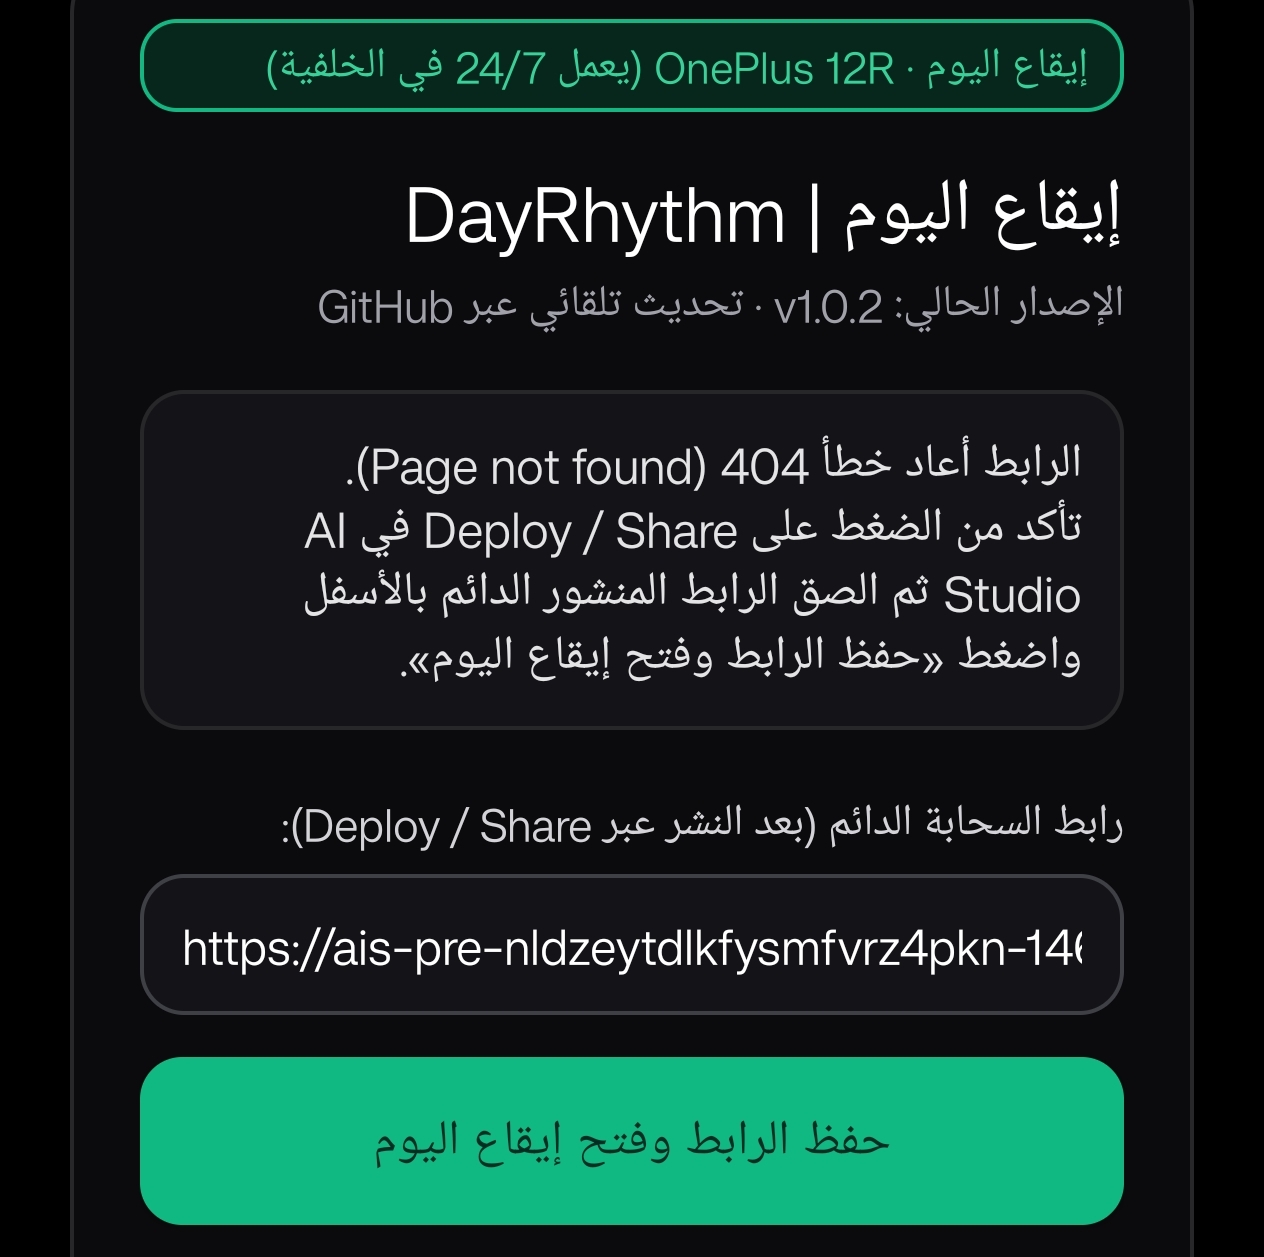 إيقاع اليوم · OnePlus 12R (يعمل 24/7 في الخلفية)
إيقاع اليوم | DayRhythm
الإصدار الحالي: v1.0.2 · تحديث تلقائي عبر GitHub
الرابط أعاد خطأ 404 (Page not found).
تأكد من الضغط على Deploy / Share في AI
Studio ثم الصق الرابط المنشور الدائم بالأسفل
واضغط «حفظ الرابط وفتح إيقاع اليوم».
رابط السحابة الدائم (بعد النشر عبر Deploy / Share):
https://ais-pre-nldzeytdlkfysmfvrz4pkn-14
حفظ الرابط وفتح إيقاع اليوم